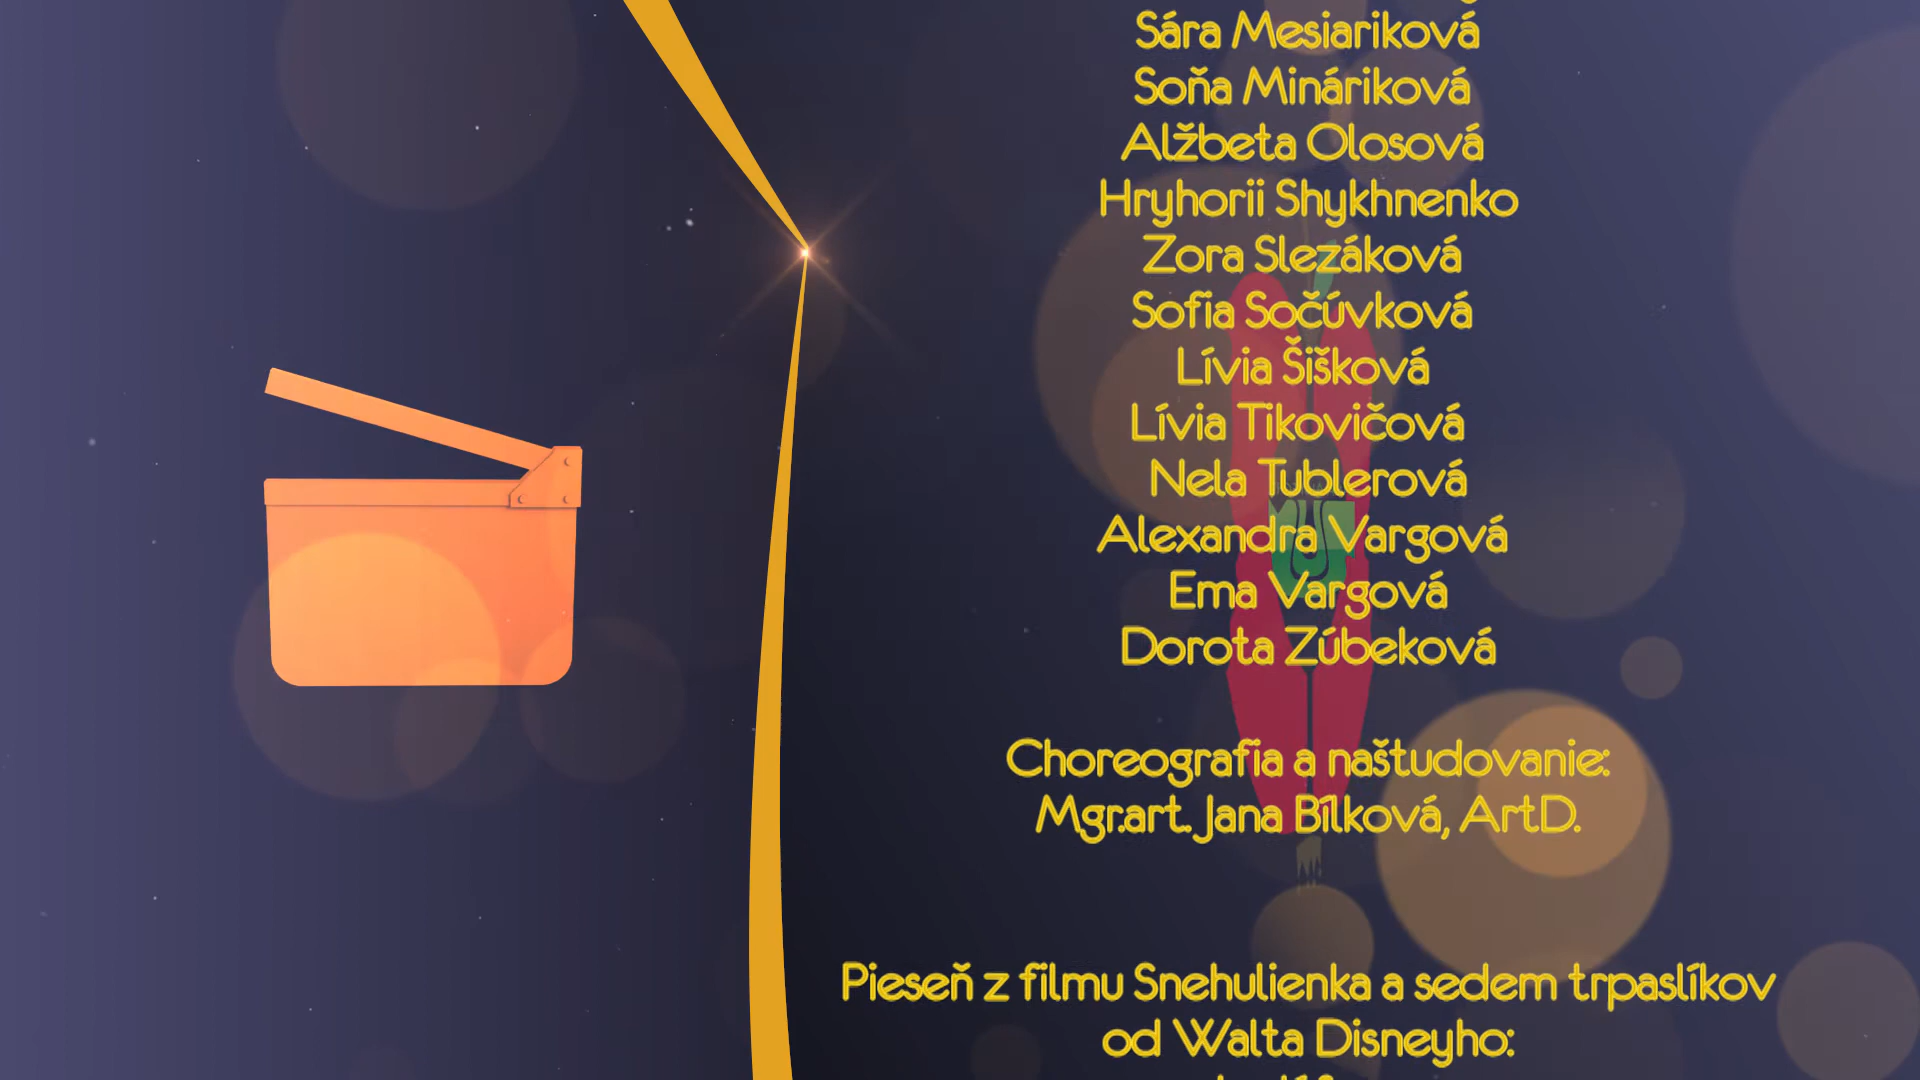 Sára Mesiariková
Soňa Mináriková
Alžbeta Olosová
Hryhorii Shykhnenko
Zora Slezáková
Sofia Sočúvková
Lívia Šišková
Lívia Tikovičová
Nela Tublerová
Alexandra Vargová
Ema Vargová
Dorota Zúbeková
Choreografia a naštudovanie:
Mgr.art. Jana Bílková, ArtD.
Pieseň z filmu Snehulienka a sedem trpaslíkov
od Walta Disneyho: